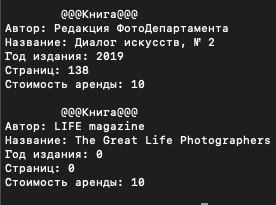 @@@Книга@@@
Автор: Редакция ФотоДепартамента
Название: Диалог искусств, № 2
Год издания: 2019
Страниц: 138
Стоимость аренды: 10
@@@Книга@@@
Автор: LIFE magazine
Название: The Great Life Photographers
Год издания: 0
Страниц: 0
Стоимость аренды: 10